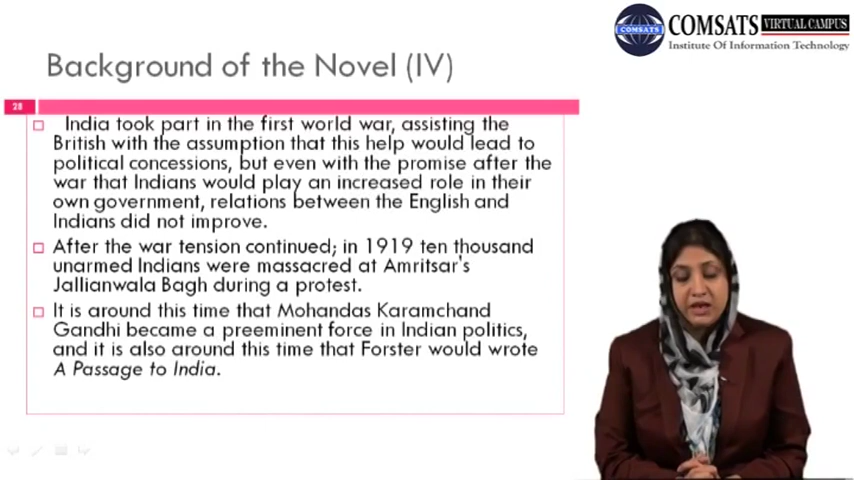 COMSATS VIRTUAL CAMPUS
COMSATS
Institute Of Information Technology
Background of the Novel (IV)
28
India took part in the first world war, assisting the
British with the assumption that this help would lead to
political concessions, but even with the promise after the
war that Indians would play an increased role in their
own government, relations between the English and
Indians did not improve.
After the war tension continued; in 1919 ten thousand
unarmed Indians were massacred at Amritsar's
Jallianwala Bagh during a protest.
It is around this time that Mohandas Karamchand
Gandhi became a preeminent force in Indian politics,
and it is also around this time that Forster would wrote
A Passage to India.